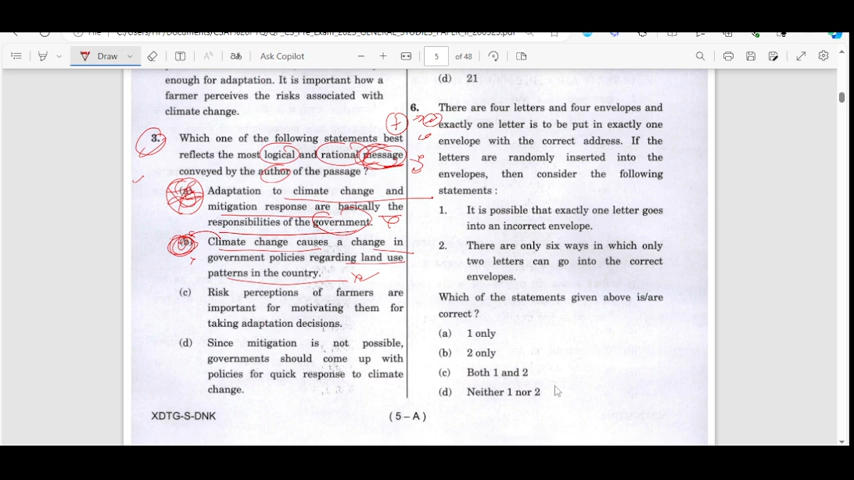 Draw
Ask Copilot
5
of 48
enough for adaptation. It is important how a
farmer perceives the risks associated with
climate change.
3. Which one of the following statements best
reflects the most logical and rational message
conveyed by the author of the passage ?
(a) Adaptation to climate change and
mitigation response are basically the
responsibilities of the government.
(b) Climate change causes a change in
government policies regarding land use
patterns in the country.
(c) Risk perceptions of farmers are
important for motivating them for
taking adaptation decisions.
(d) Since mitigation is not possible,
governments should come up with
policies for quick response to climate
change.
(d) 21
6. There are four letters and four envelopes and
exactly one letter is to be put in exactly one
envelope with the correct address. If the
letters are randomly inserted into the
envelopes, then consider the following
statements :
1. It is possible that exactly one letter goes
into an incorrect envelope.
2. There are only six ways in which only
two letters can go into the correct
envelopes.
Which of the statements given above is/are
correct ?
(a) 1 only
(b) 2 only
(c) Both 1 and 2
(d) Neither 1 nor 2
XDTG-S-DNK
( 5 – A )